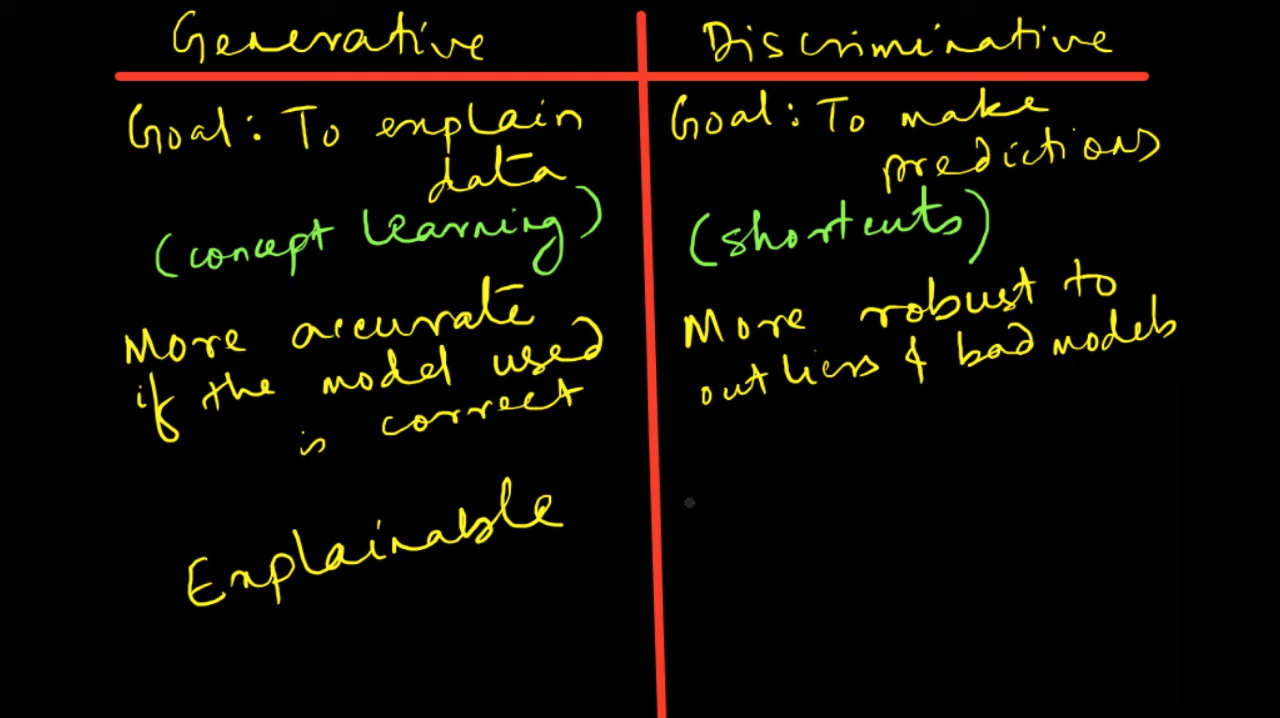 Generative
Discriminative
Goal: To explain
data
(concept learning)
More accurate
if the model used
is correct
Explainable
Goal: To make
predictions
(shortcuts)
More robust to
outliers & bad models